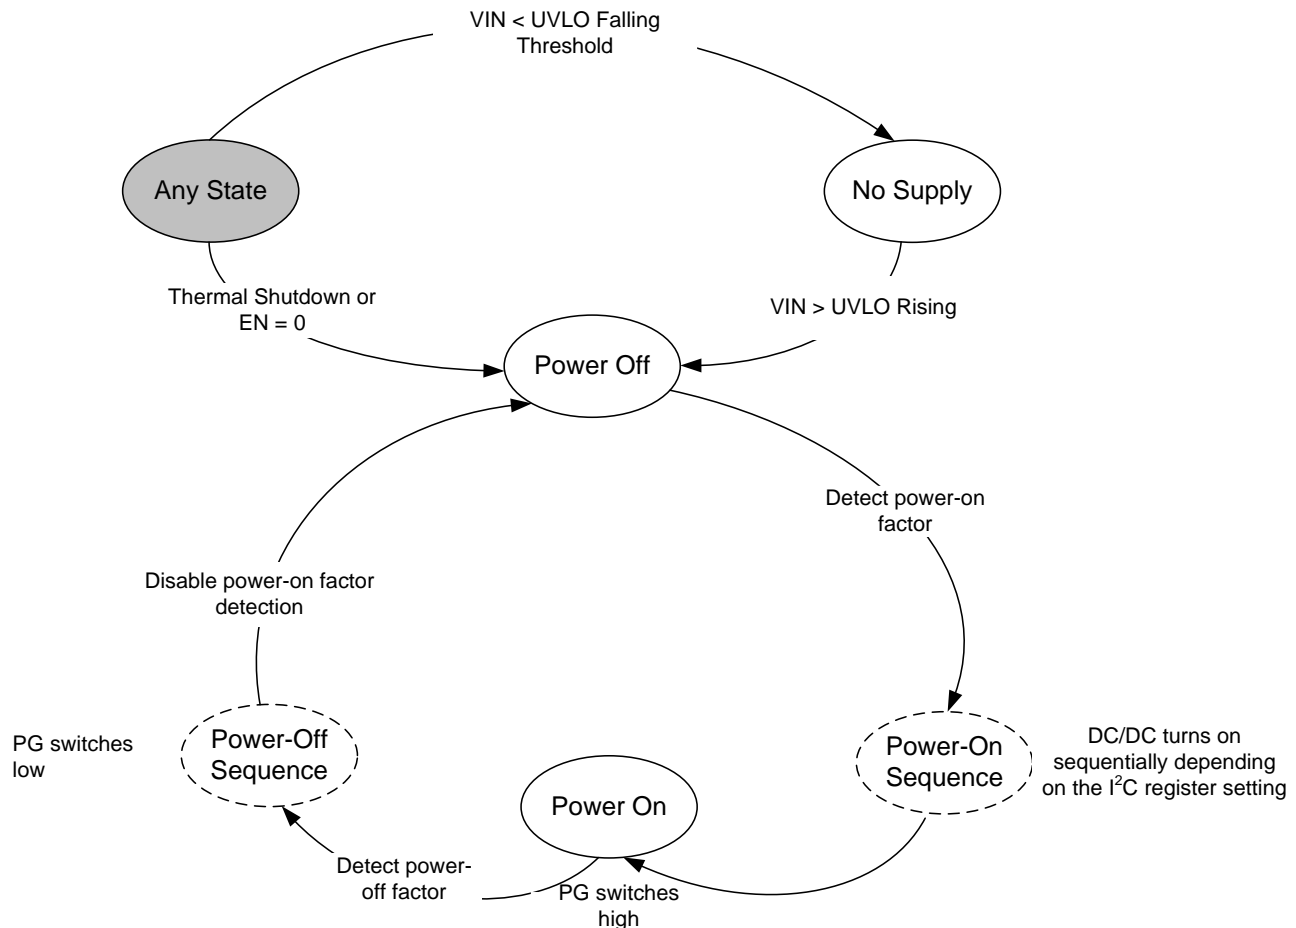 VIN < UVLO Falling
Threshold
Any State
No Supply
Thermal Shutdown or
EN = 0
VIN > UVLO Rising
Power Off
Detect power-on
factor
Disable power-on factor
detection
PG switches
low
Power-Off
Sequence
Power-On
Sequence
DC/DC turns on
sequentially depending
on the I²C register setting
Power On
Detect power-
off factor
PG switches
high